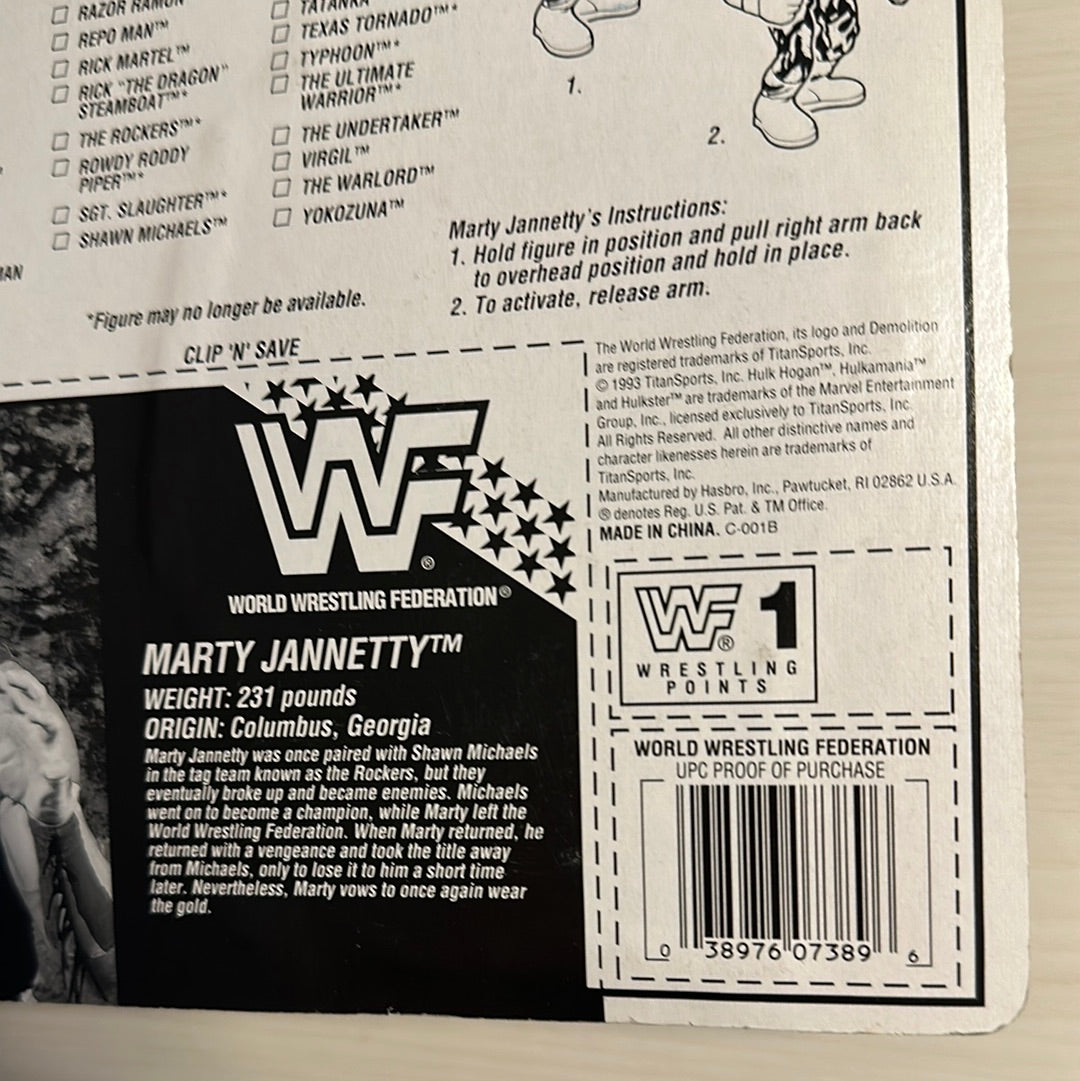 RAZOR RAMON
REPO MAN™
RICK MARTEL™
RICK "THE DRAGON"
STEAMBOAT™*
THE ROCKERS™*
ROWDY RODDY
PIPER™*
SGT. SLAUGHTER™*
SHAWN MICHAELS™
TATANKA
TEXAS TORNADO™*
TYPHOON™*
THE ULTIMATE
WARRIOR™*
THE UNDERTAKER™
VIRGIL™
THE WARLORD™
YOKOZUNA™
*Figure may no longer be available.
1.
2.
Marty Jannetty's Instructions:
1. Hold figure in position and pull right arm back
to overhead position and hold in place.
2. To activate, release arm.
CLIP 'N' SAVE
WF
®
WORLD WRESTLING FEDERATION®
MARTY JANNETTY™
WEIGHT: 231 pounds
ORIGIN: Columbus, Georgia
Marty Jannetty was once paired with Shawn Michaels
in the tag team known as the Rockers, but they
eventually broke up and became enemies. Michaels
went on to become a champion, while Marty left the
World Wrestling Federation. When Marty returned, he
returned with a vengeance and took the title away
from Michaels, only to lose it to him a short time
later. Nevertheless, Marty vows to once again wear
the gold.
The World Wrestling Federation, its logo and Demolition
are registered trademarks of TitanSports, Inc.
© 1993 TitanSports, Inc. Hulk Hogan™, Hulkamania™
and Hulkster™ are trademarks of the Marvel Entertainment
Group, Inc., licensed exclusively to TitanSports, Inc.
All Rights Reserved. All other distinctive names and
character likenesses herein are trademarks of
TitanSports, Inc.
Manufactured by Hasbro, Inc., Pawtucket, RI 02862 U.S.A.
® denotes Reg. U.S. Pat. & TM Office.
MADE IN CHINA. C-001B
WF® 1
WRESTLING
POINTS
WORLD WRESTLING FEDERATION
UPC PROOF OF PURCHASE
0 38976 07389 6